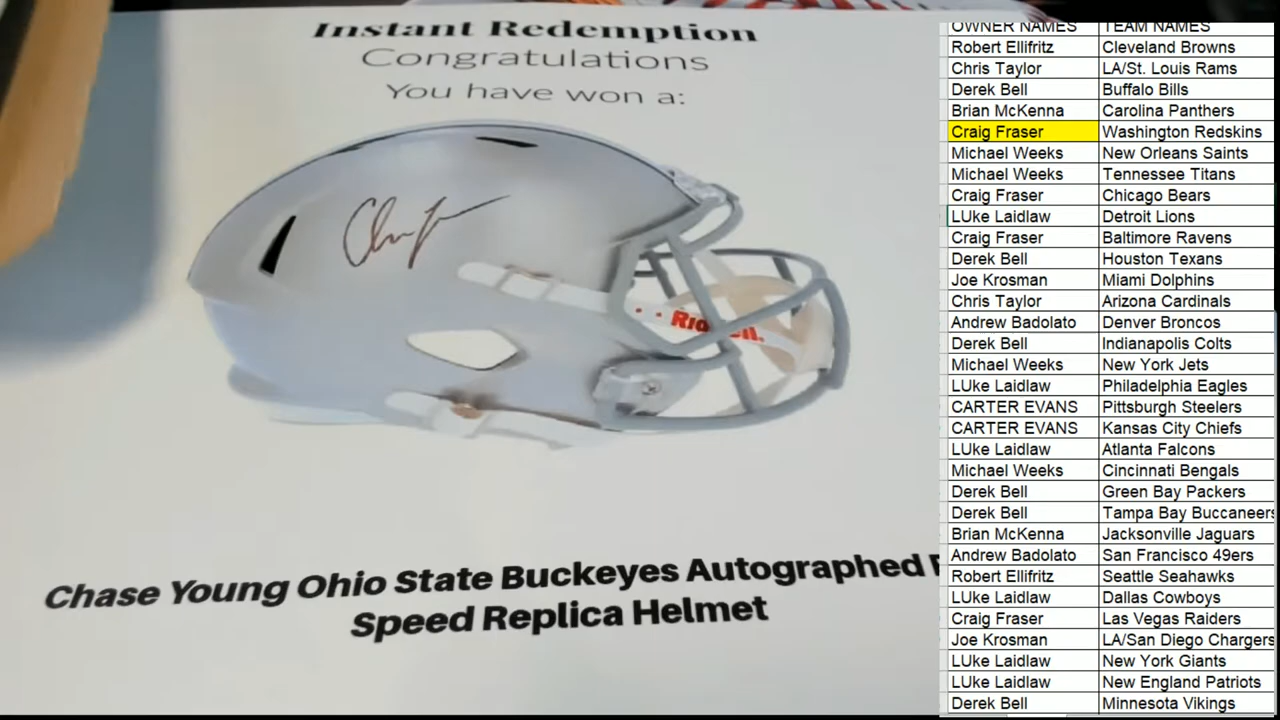 Instant Redemption
Congratulations
You have won a:
Chase Young Ohio State Buckeyes Autographed
Speed Replica Helmet
OWNER NAMES TEAM NAMES
Robert Ellifritz Cleveland Browns
Chris Taylor LA/St. Louis Rams
Derek Bell Buffalo Bills
Brian McKenna Carolina Panthers
Craig Fraser Washington Redskins
Michael Weeks New Orleans Saints
Michael Weeks Tennessee Titans
Craig Fraser Chicago Bears
LUke Laidlaw Detroit Lions
Craig Fraser Baltimore Ravens
Derek Bell Houston Texans
Joe Krosman Miami Dolphins
Chris Taylor Arizona Cardinals
Andrew Badolato Denver Broncos
Derek Bell Indianapolis Colts
Michael Weeks New York Jets
LUke Laidlaw Philadelphia Eagles
CARTER EVANS Pittsburgh Steelers
CARTER EVANS Kansas City Chiefs
LUke Laidlaw Atlanta Falcons
Michael Weeks Cincinnati Bengals
Derek Bell Green Bay Packers
Derek Bell Tampa Bay Buccaneers
Brian McKenna Jacksonville Jaguars
Andrew Badolato San Francisco 49ers
Robert Ellifritz Seattle Seahawks
LUke Laidlaw Dallas Cowboys
Craig Fraser Las Vegas Raiders
Joe Krosman LA/San Diego Chargers
LUke Laidlaw New York Giants
LUke Laidlaw New England Patriots
Derek Bell Minnesota Vikings